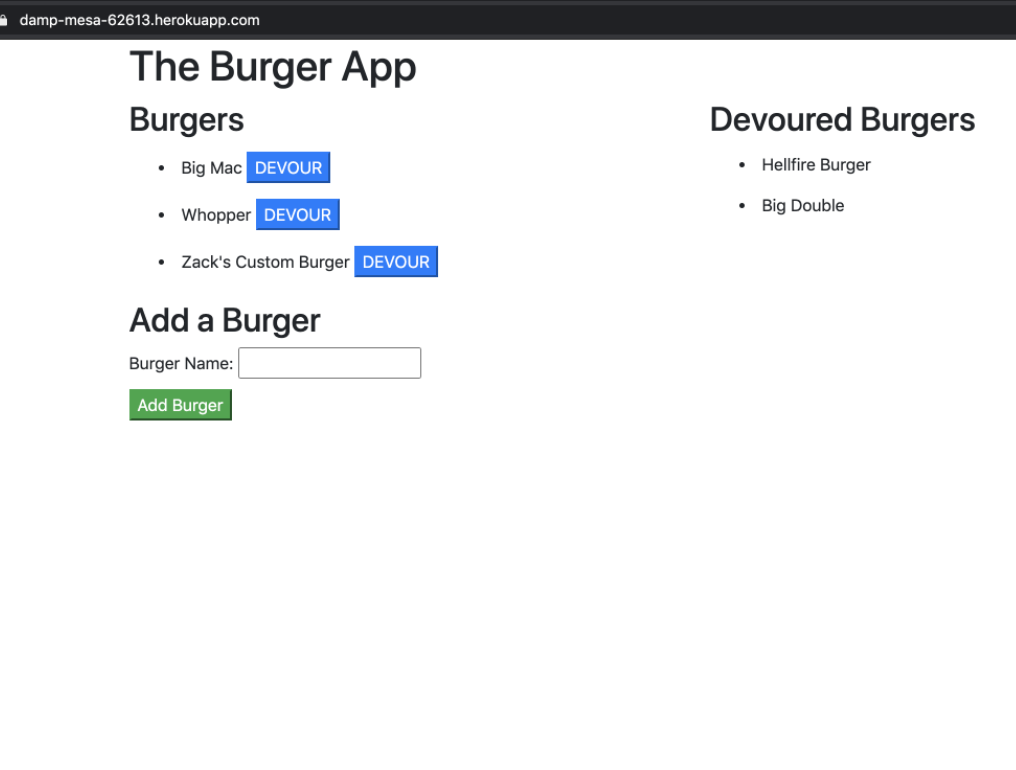 damp-mesa-62613.herokuapp.com
The Burger App
Burgers
Big Mac DEVOUR
Whopper DEVOUR
Zack's Custom Burger DEVOUR
Add a Burger
Burger Name:
Add Burger
Devoured Burgers
Hellfire Burger
Big Double